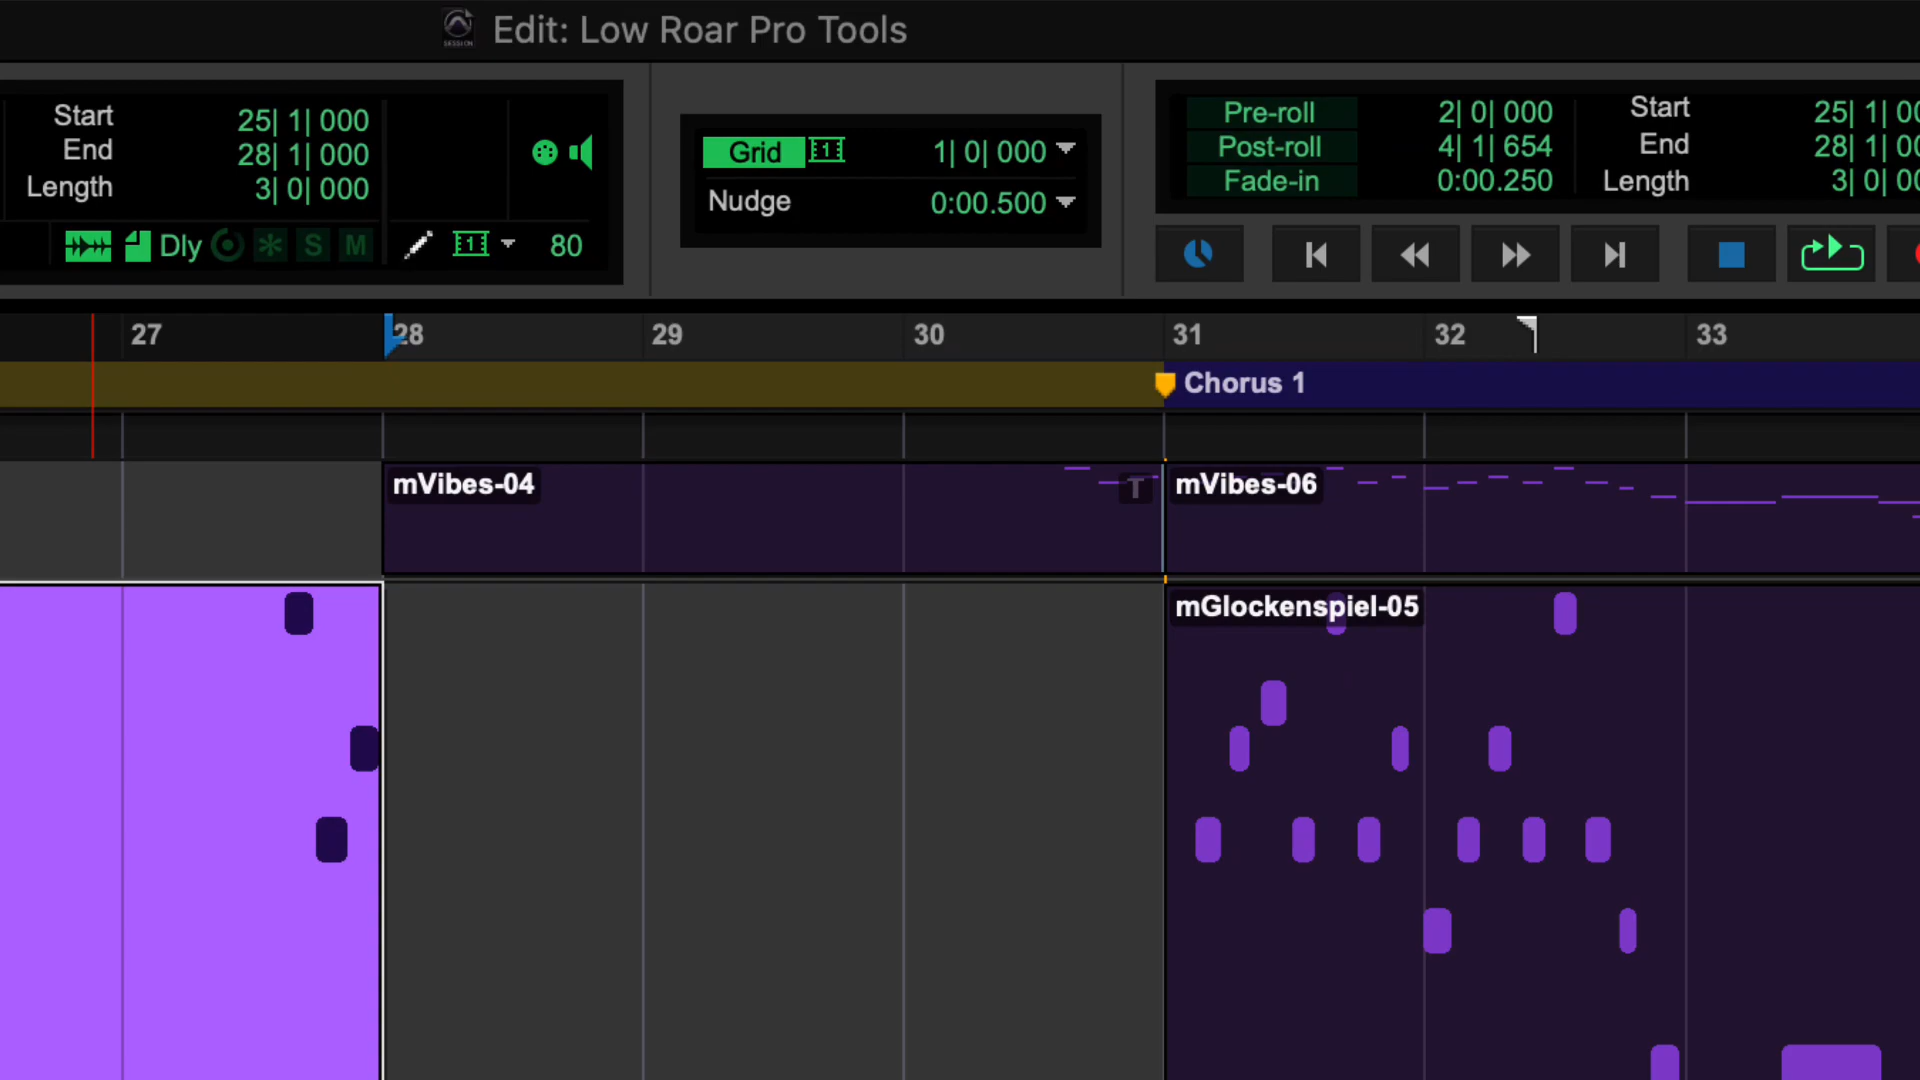 Edit: Low Roar Pro Tools
SESSION
Start 25| 1| 000
End 28| 1| 000
Length 3| 0| 000
Dly S M 1 80
Grid 1 1| 0| 000
Nudge 0:00.500
Pre-roll 2| 0| 000
Post-roll 4| 1| 654
Fade-in 0:00.250
Start 25| 1| 00
End 28| 1| 00
Length 3| 0| 00
27 28 29 30 31 32 33
Chorus 1
mVibes-04 T
mVibes-06
mGlockenspiel-05